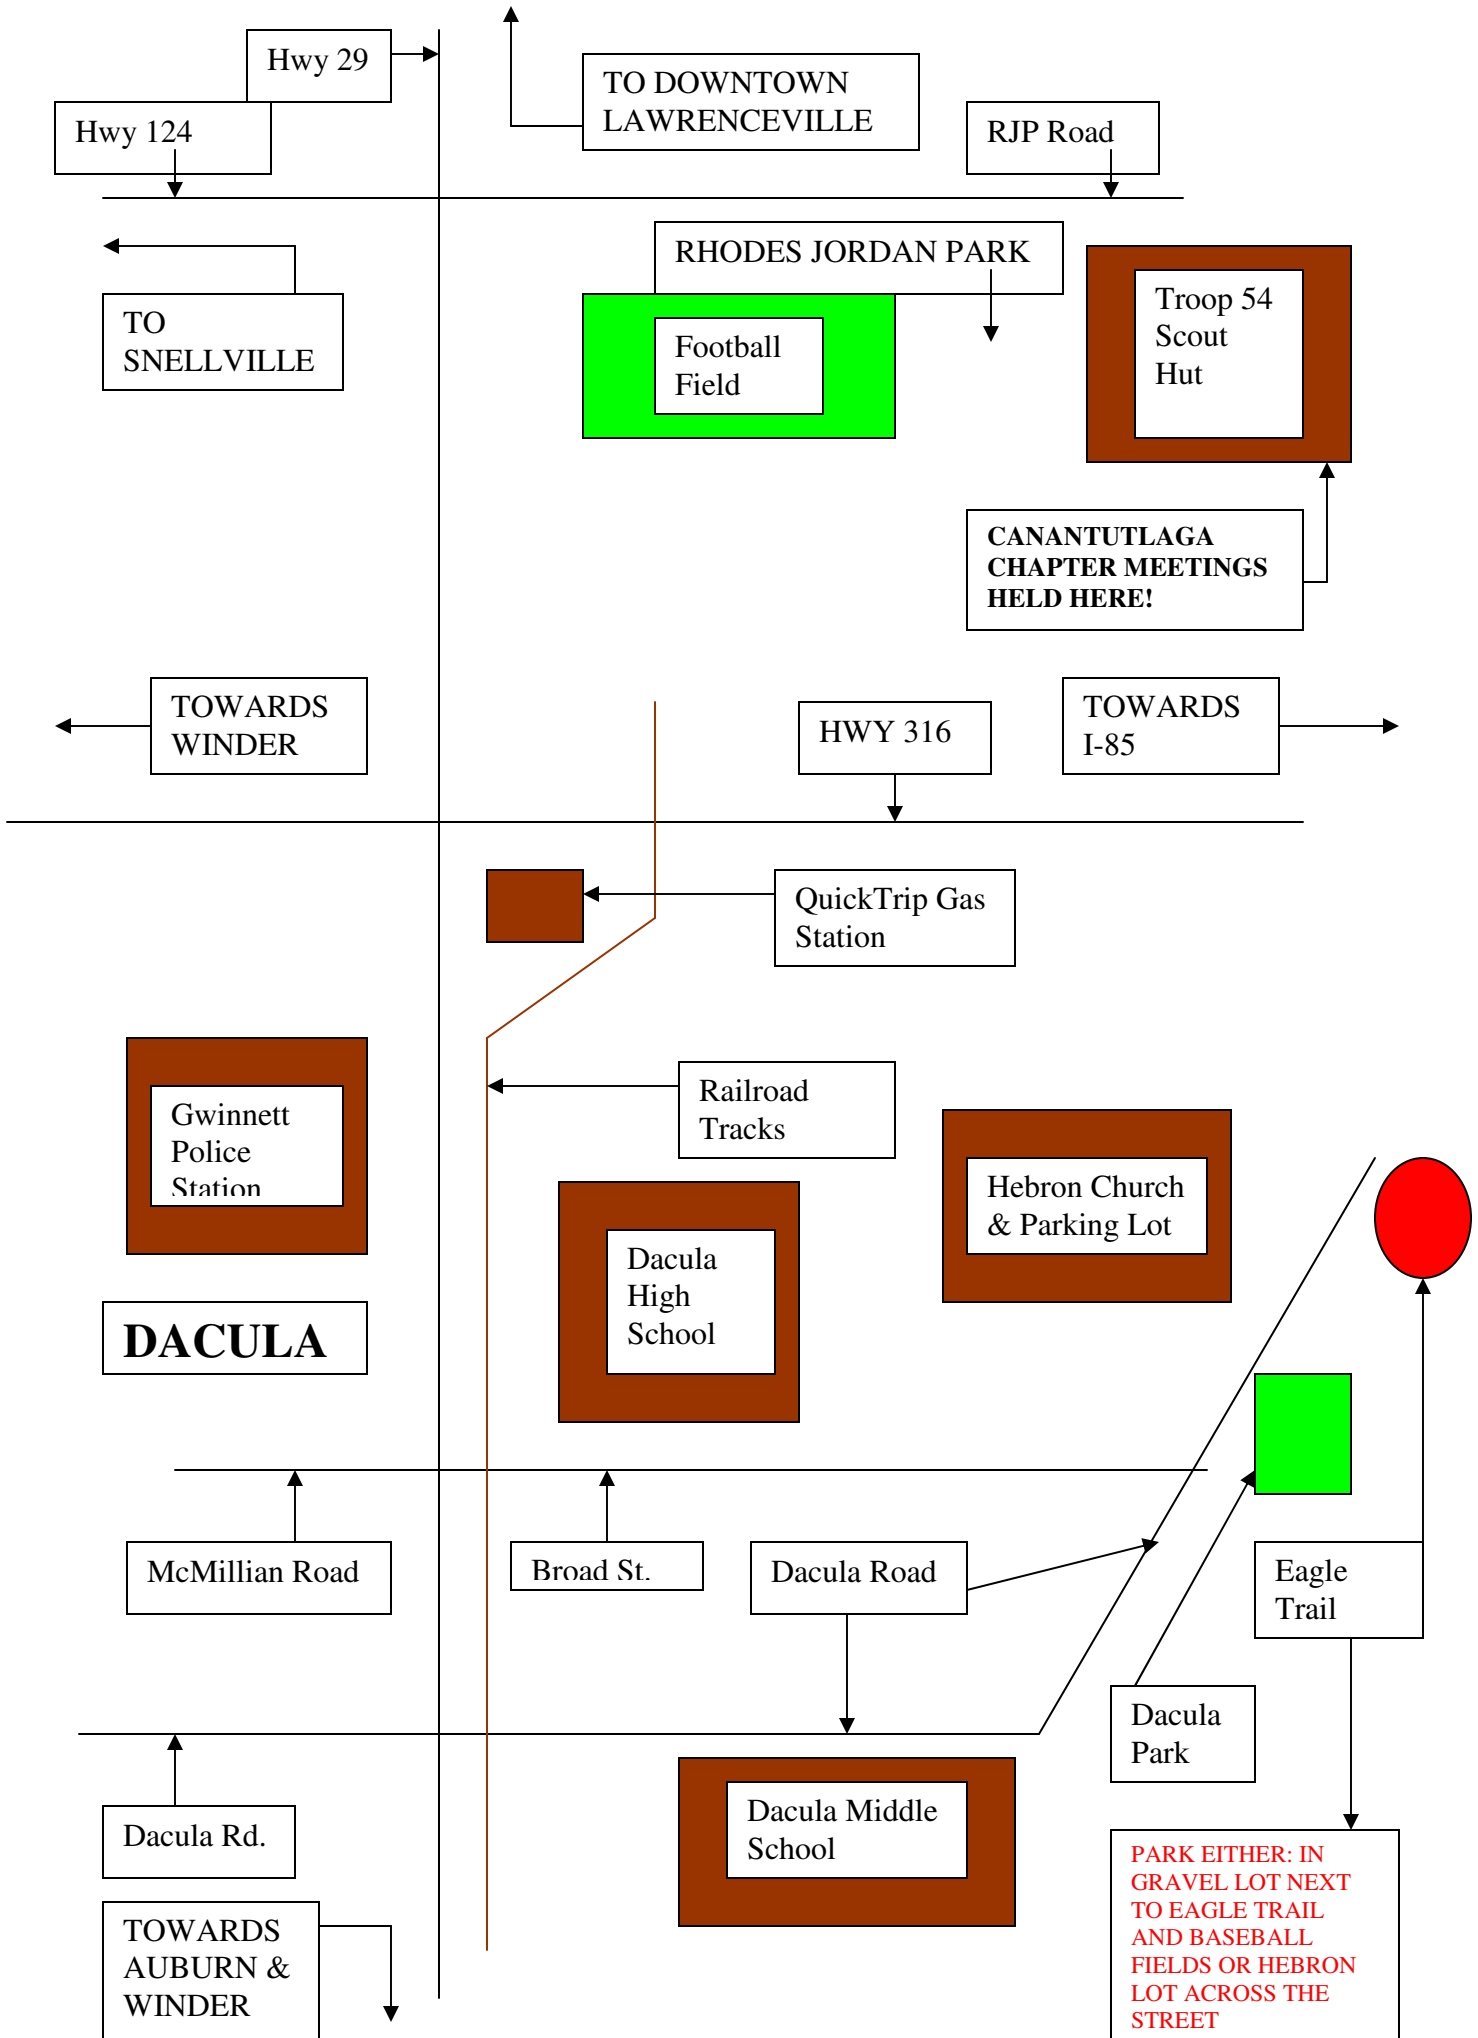 Hwy 29
TO DOWNTOWN
LAWRENCEVILLE
Hwy 124
RJP Road
RHODES JORDAN PARK
TO
SNELLVILLE
Football
Field
Troop 54
Scout
Hut
CANANTUTLAGA
CHAPTER MEETINGS
HELD HERE!
TOWARDS
WINDER
HWY 316
TOWARDS
I-85
QuickTrip Gas
Station
Railroad
Tracks
Gwinnett
Police
Station
Hebron Church
& Parking Lot
Dacula
High
School
DACULA
McMillian Road
Broad St.
Dacula Road
Eagle
Trail
Dacula
Park
Dacula Rd.
Dacula Middle
School
TOWARDS
AUBURN &
WINDER
PARK EITHER: IN
GRAVEL LOT NEXT
TO EAGLE TRAIL
AND BASEBALL
FIELDS OR HEBRON
LOT ACROSS THE
STREET